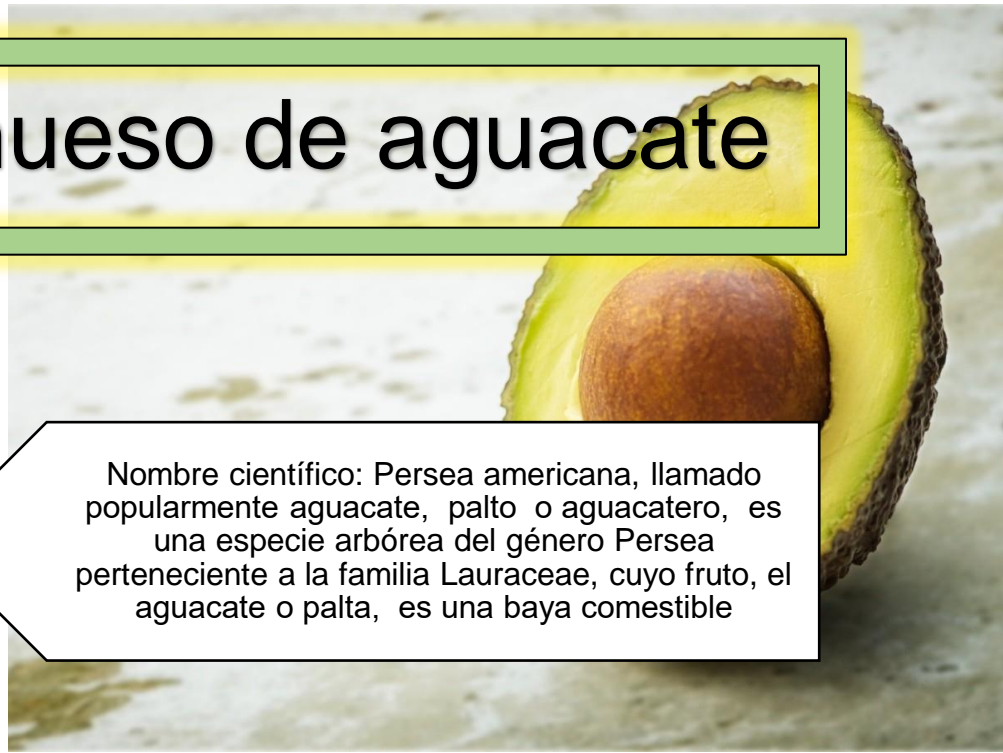 ueso de aguacate
Nombre científico: Persea americana, llamado
popularmente aguacate, palto o aguacatero, es
una especie arbórea del género Persea
perteneciente a la familia Lauraceae, cuyo fruto, el
aguacate o palta, es una baya comestible